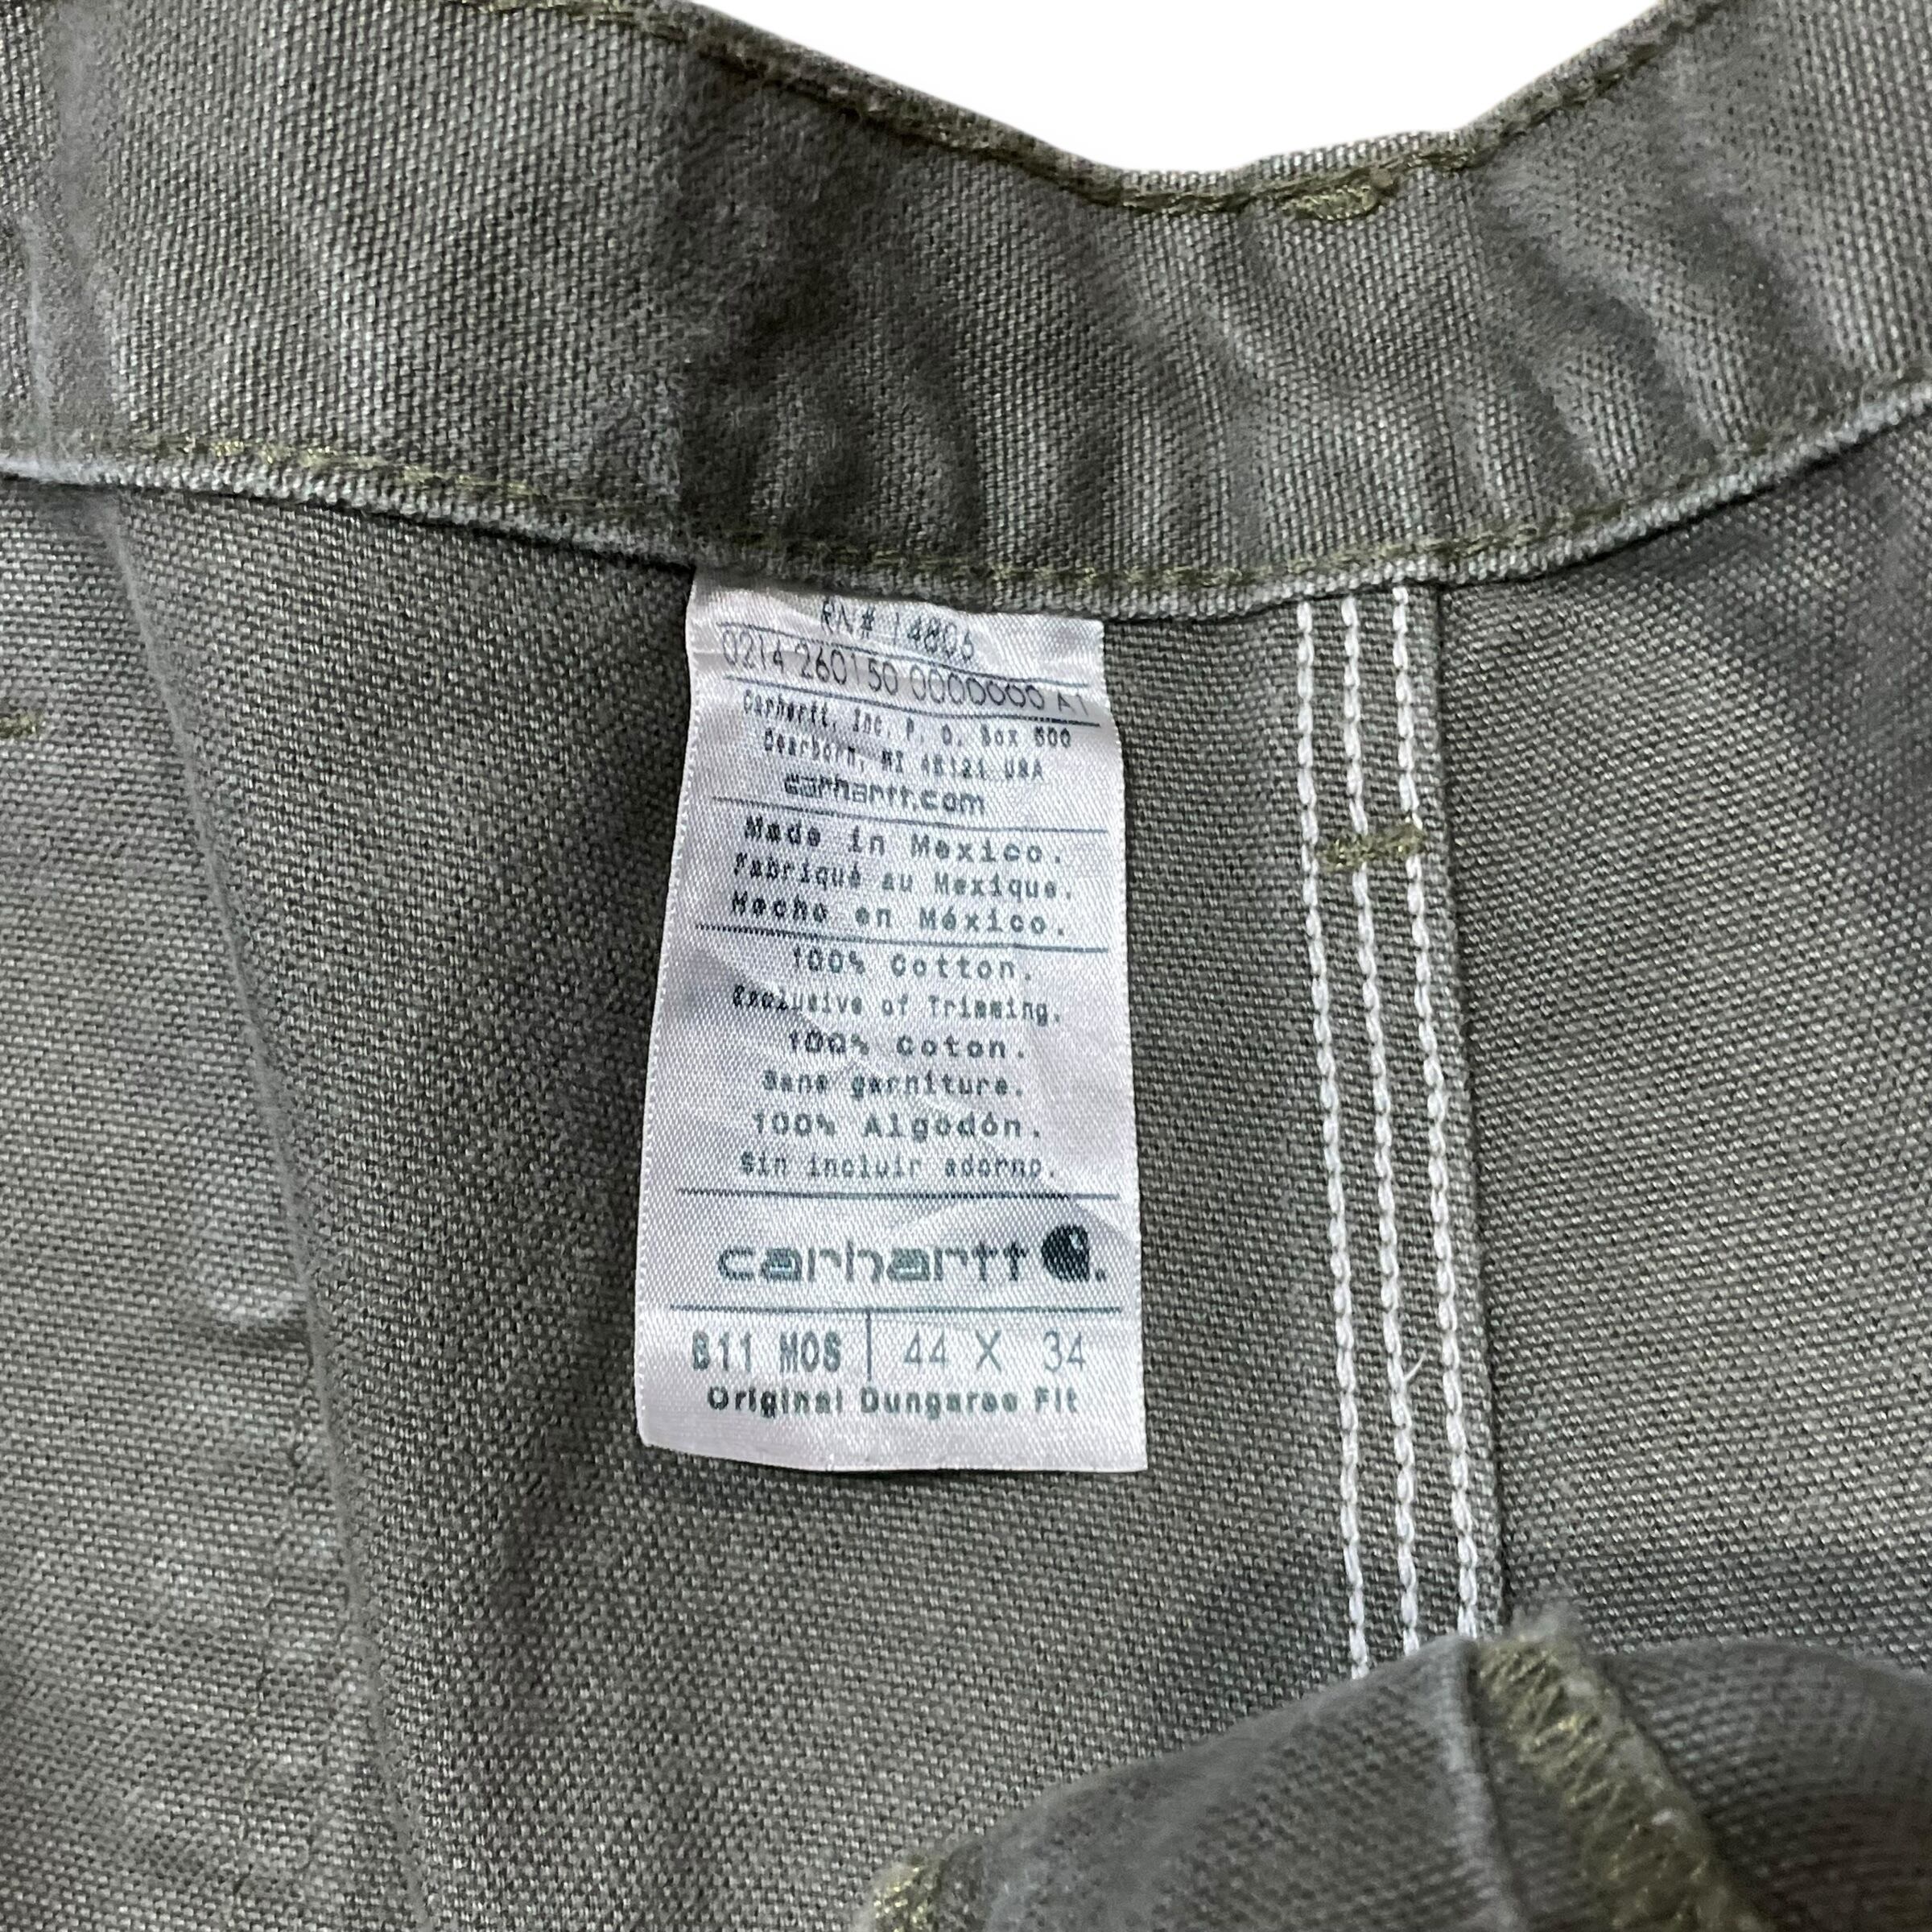 RN# 14806
0214 260150 0000000 A1
Carhartt, Inc. P. O. Box 600
Dearborn, MI 48121 USA
carhartt.com
Made in Mexico.
Fabriqué au Mexique.
Hecho en México.
100% Cotton.
Exclusive of Trimming.
100% Coton.
Sans garniture.
100% Algodón.
Sin incluir adorno.
carhartt
B11 MOS 44 X 34
Original Dungaree Fit